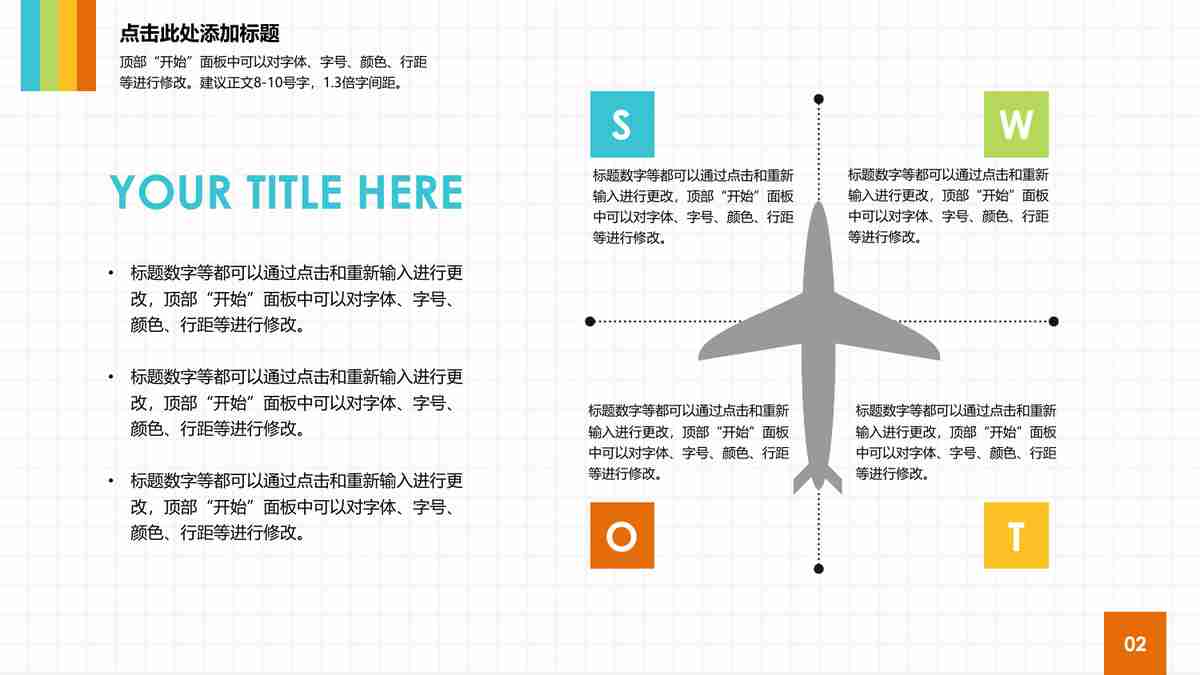 点击此处添加标题
顶部“开始”面板中可以对字体、字号、颜色、行距
等进行修改。建议正文8-10号字，1.3倍字间距。
YOUR TITLE HERE
• 标题数字等都可以通过点击和重新输入进行更
改，顶部“开始”面板中可以对字体、字号、
颜色、行距等进行修改。
• 标题数字等都可以通过点击和重新输入进行更
改，顶部“开始”面板中可以对字体、字号、
颜色、行距等进行修改。
• 标题数字等都可以通过点击和重新输入进行更
改，顶部“开始”面板中可以对字体、字号、
颜色、行距等进行修改。
S
标题数字等都可以通过点击和重新
输入进行更改，顶部“开始”面板
中可以对字体、字号、颜色、行距
等进行修改。
W
标题数字等都可以通过点击和重新
输入进行更改，顶部“开始”面板
中可以对字体、字号、颜色、行距
等进行修改。
标题数字等都可以通过点击和重新
输入进行更改，顶部“开始”面板
中可以对字体、字号、颜色、行距
等进行修改。
O
标题数字等都可以通过点击和重新
输入进行更改，顶部“开始”面板
中可以对字体、字号、颜色、行距
等进行修改。
T
02